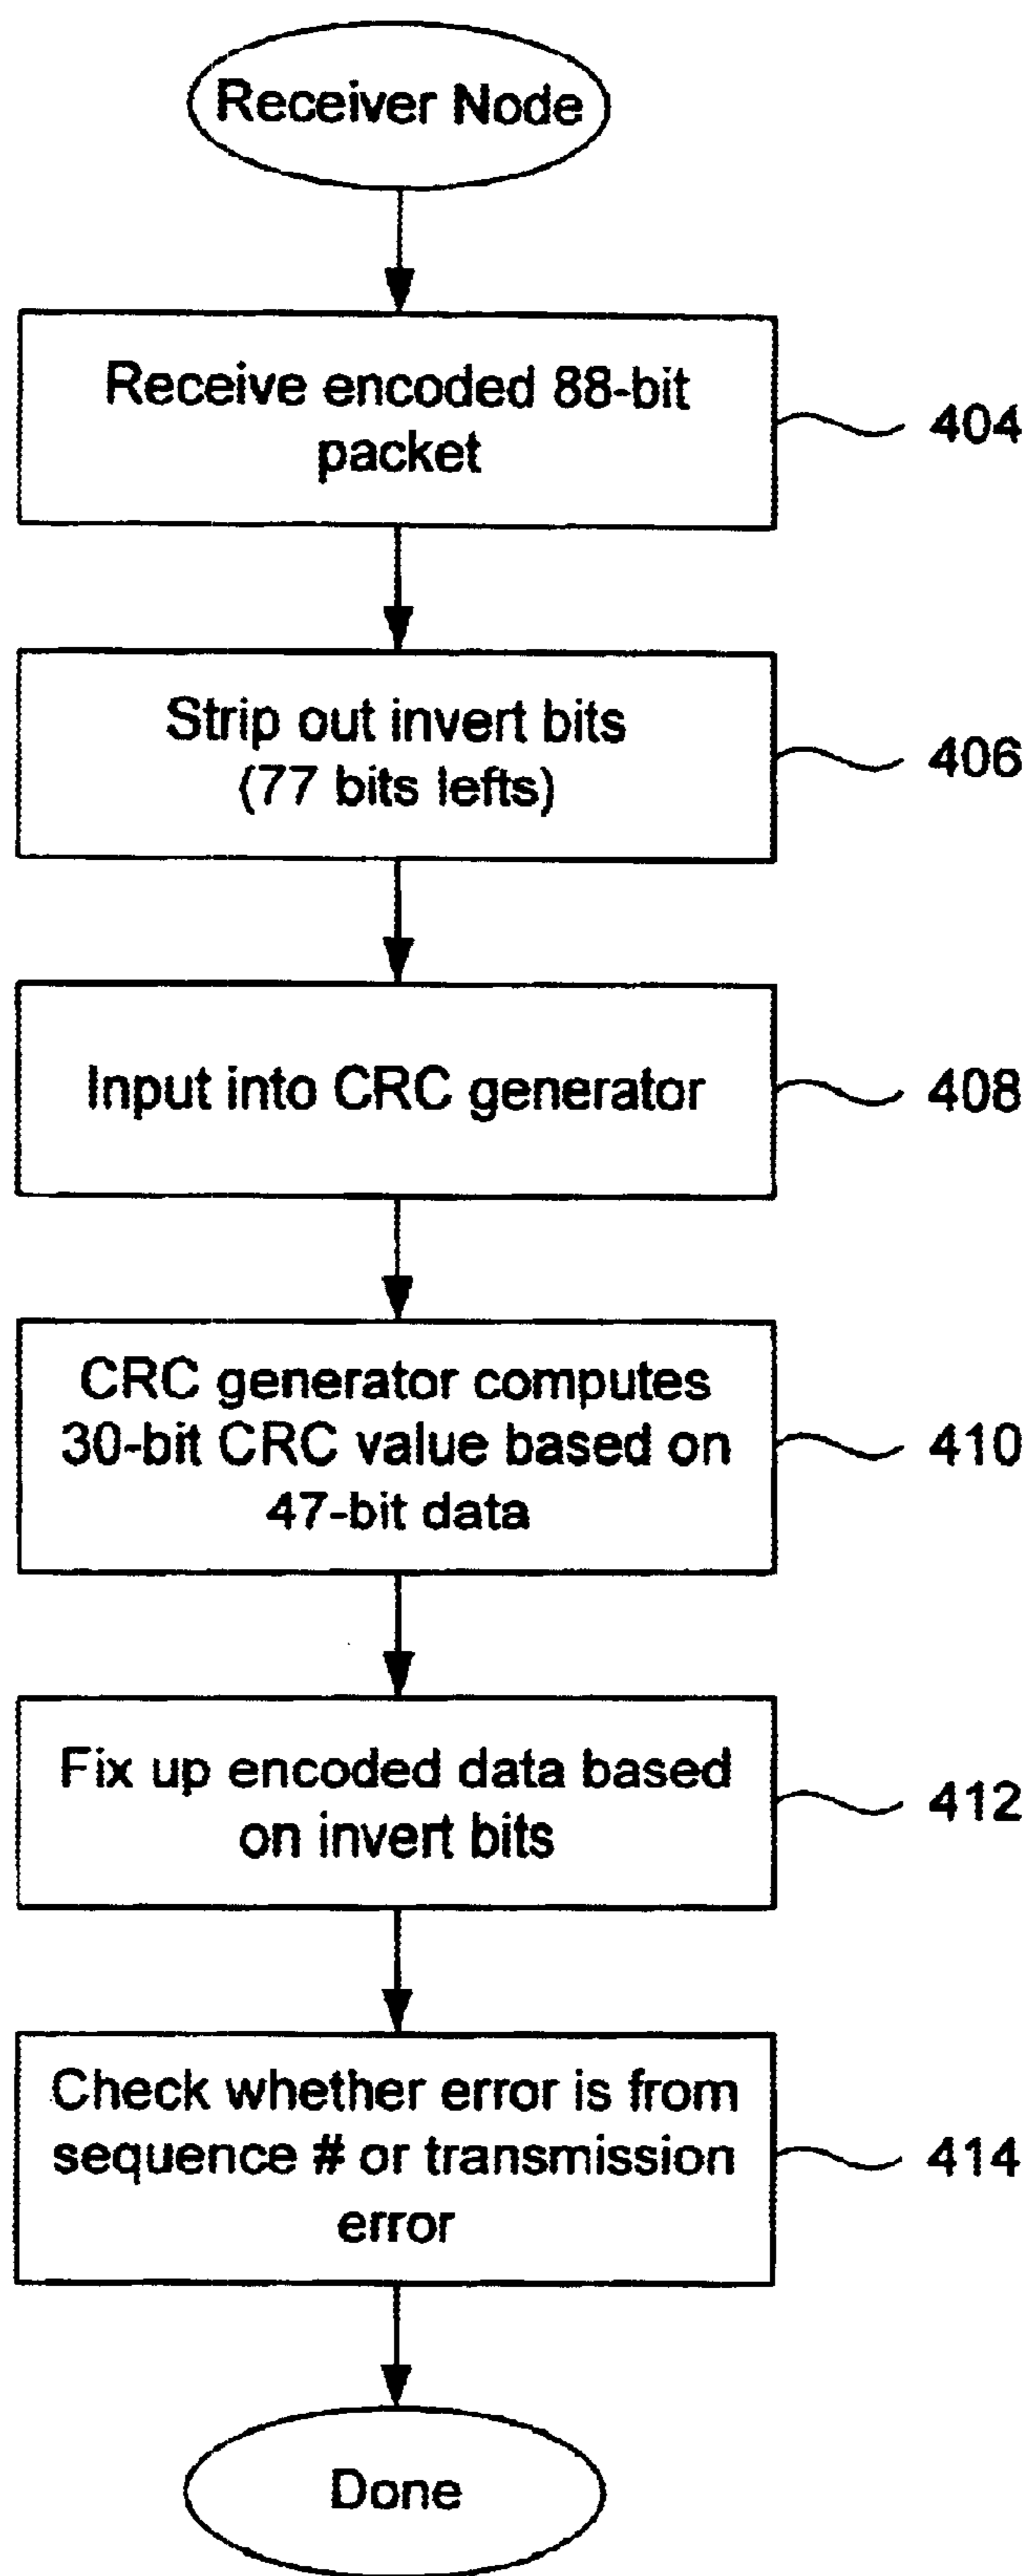 Receiver Node
Receive encoded 88-bit
packet
404
Strip out invert bits
(77 bits lefts)
406
Input into CRC generator
408
CRC generator computes
30-bit CRC value based on
47-bit data
410
Fix up encoded data based
on invert bits
412
Check whether error is from
sequence # or transmission
error
414
Done